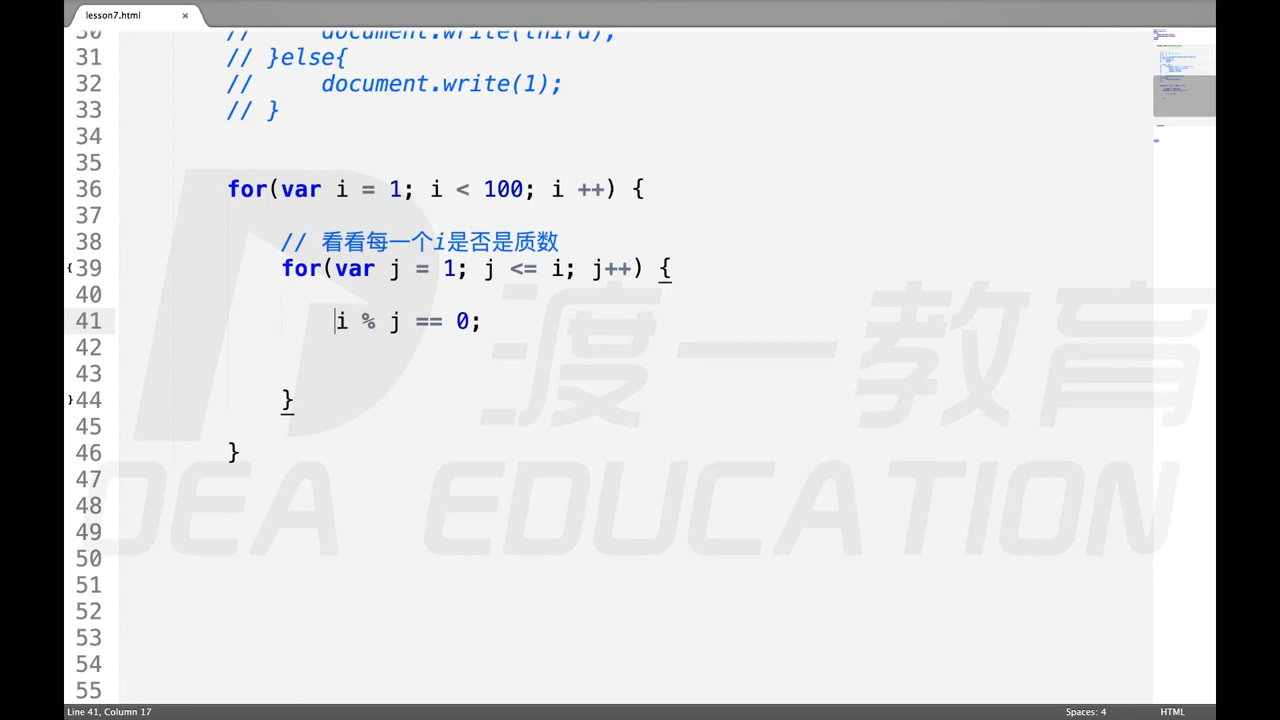 lesson7.html ×
30 // document.write(third);
31 // }else{
32 // document.write(1);
33 // }
34
35
36 for(var i = 1; i < 100; i ++) {
37
38 // 看看每一个i是否是质数
{39 for(var j = 1; j <= i; j++) {
40
41 i % j == 0;
42
43
}44 }
45
46 }
47
48
49
50
51
52
53
54
55
渡一教育
DEA EDUCATION
Line 41, Column 17 Spaces: 4 HTML